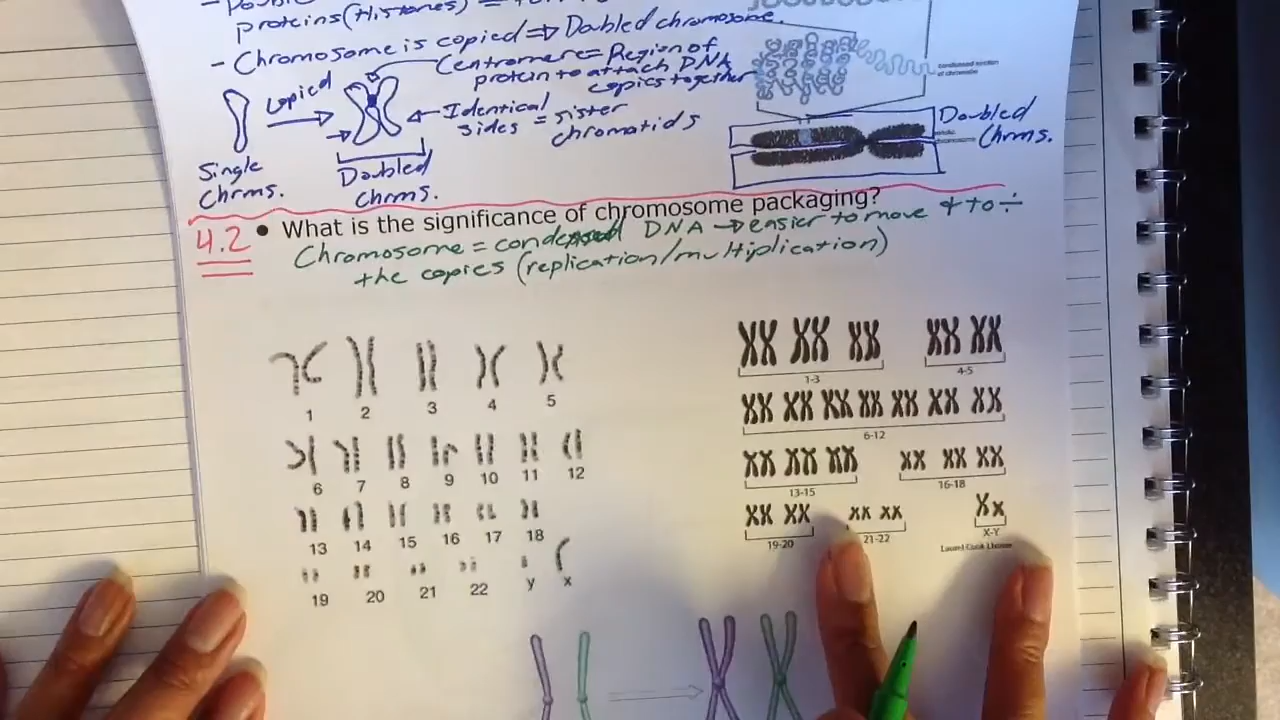 proteins (Histones) =
- Chromosome is copied ⇒ Doubled chromosome.
Centromere = Region of
protein to attach DNA
copies together
copied
Identical
sides = sister
chromatids
Single
Chrms.
Doubled
chrms.
condensed section
of chromatin
Doubled
Chrms.
chromosome
4.2 • What is the significance of chromosome packaging?
Chromosome = condensed DNA → easier to move & to ÷
the copies (replication/multiplication)
1 2 3 4 5
6 7 8 9 10 11 12
13 14 15 16 17 18
19 20 21 22 y x
1-3 4-5
6-12
13-15 16-18
19-20 21-22 X-Y